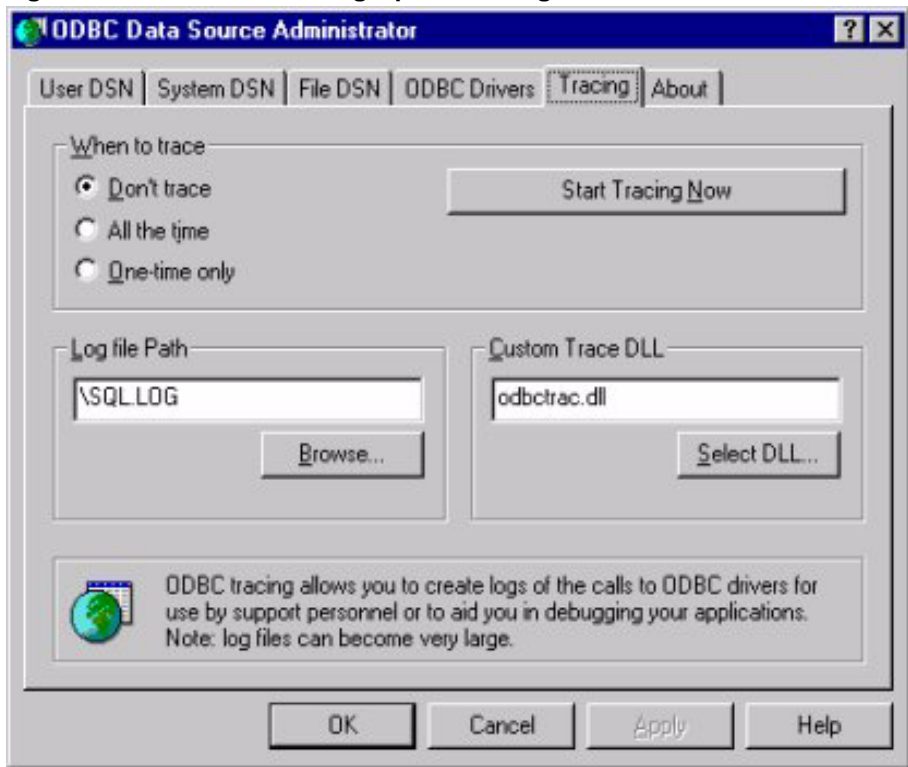 ODBC Data Source Administrator
User DSN System DSN File DSN ODBC Drivers Tracing About
When to trace
Don't trace
Start Tracing Now
All the time
One-time only
Log file Path
Custom Trace DLL
\SQL.LOG
odbctrac.dll
Browse...
Select DLL...
ODBC tracing allows you to create logs of the calls to ODBC drivers for
use by support personnel or to aid you in debugging your applications.
Note: log files can become very large.
OK Cancel Apply Help